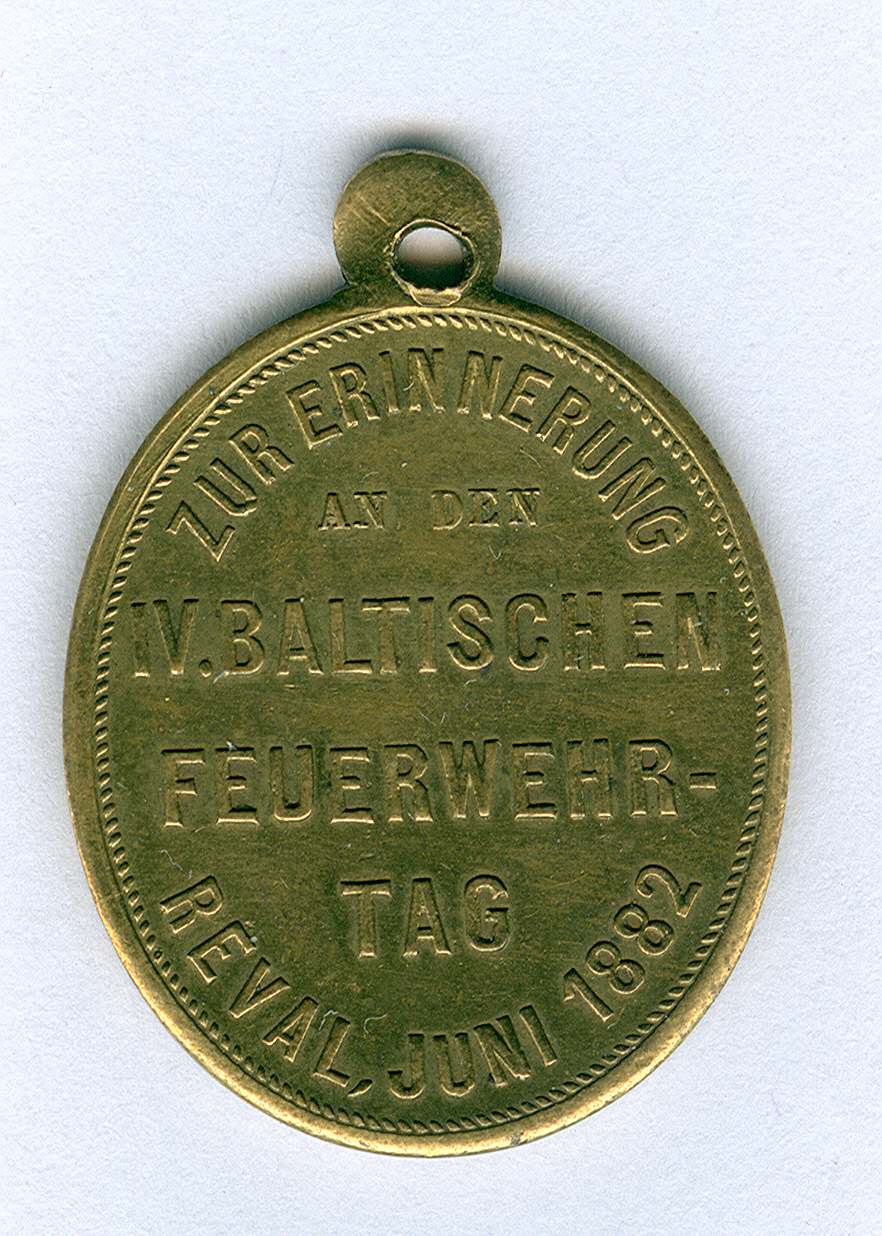 ZUR ERINNERUNG
AN DEN
IV. BALTISCHEN
FEUERWEHR-
TAG
REVAL, JUNI 1882